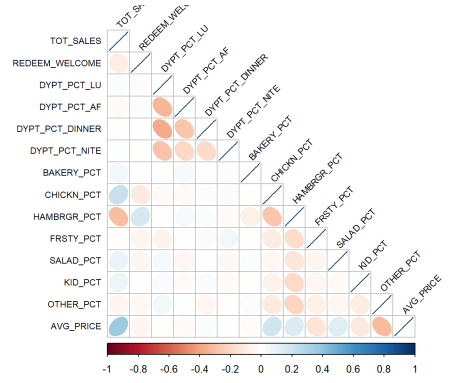 TOT_SA
REDEEM_WELC
DYPT_PCT_LU
DYPT_PCT_AF
DYPT_PCT_DINNER
DYPT_PCT_NITE
BAKERY_PCT
CHICKN_PCT
HAMBRGR_PCT
FRSTY_PCT
SALAD_PCT
KID_PCT
OTHER_PCT
AVG_PRICE
TOT_SALES
REDEEM_WELCOME
DYPT_PCT_LU
DYPT_PCT_AF
DYPT_PCT_DINNER
DYPT_PCT_NITE
BAKERY_PCT
CHICKN_PCT
HAMBRGR_PCT
FRSTY_PCT
SALAD_PCT
KID_PCT
OTHER_PCT
AVG_PRICE
-1 -0.8 -0.6 -0.4 -0.2 0 0.2 0.4 0.6 0.8 1